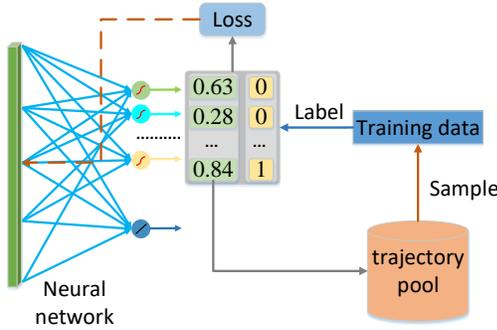 Loss
0.63 0
0.28 0
... ...
0.84 1
Label
Training data
Sample
trajectory
pool
Neural
network